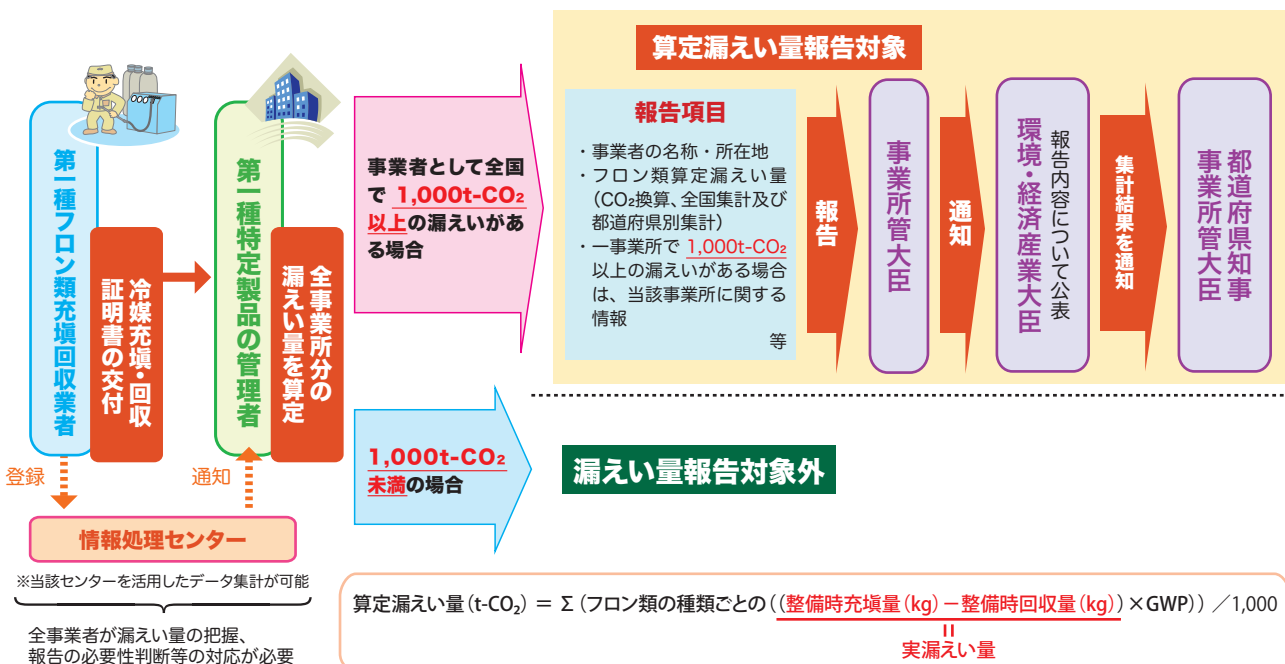 第一種フロン類充塡回収業者
冷媒充塡・回収
証明書の交付
第一種特定製品の管理者
全事業所分の
漏えい量を算定
登録
通知
情報処理センター
※当該センターを活用したデータ集計が可能
全事業者が漏えい量の把握、
報告の必要性判断等の対応が必要
事業者として全国
で 1,000t-CO₂
以上の漏えいがあ
る場合
1,000t-CO₂
未満の場合
算定漏えい量報告対象
報告項目
・事業者の名称・所在地
・フロン類算定漏えい量
（CO₂換算、全国集計及び
都道府県別集計）
・一事業所で 1,000t-CO₂
以上の漏えいがある場合
は、当該事業所に関する
情報
等
報告
事業所管大臣
通知
報告内容について公表
環境・経済産業大臣
集計結果を通知
都道府県知事
事業所管大臣
漏えい量報告対象外
算定漏えい量（t-CO₂） ＝ Σ（フロン類の種類ごとの（（整備時充塡量（kg）－整備時回収量（kg））×GWP））／1,000
＝
実漏えい量